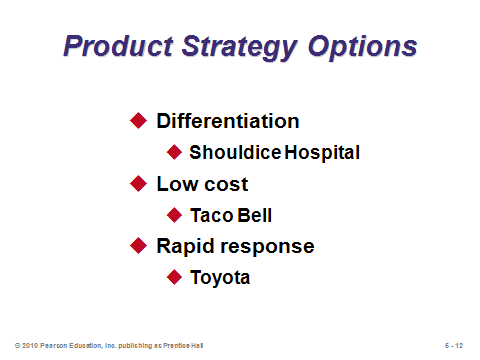 Product Strategy Options
Differentiation
Shouldice Hospital
Low cost
Taco Bell
Rapid response
Toyota
© 2010 Pearson Education, Inc. publishing as Prentice Hall
5 - 12